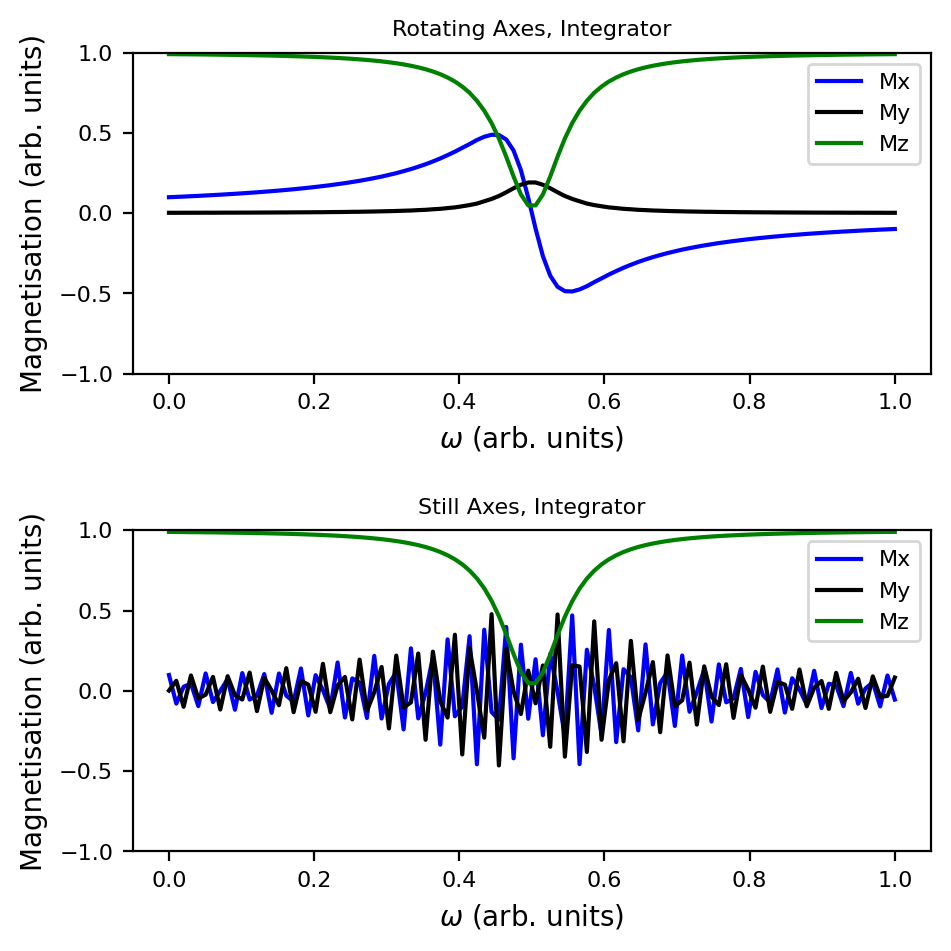 Rotating Axes, Integrator
Magnetisation (arb. units)
1.0
0.5
0.0
−0.5
−1.0
Mx
My
Mz
0.0 0.2 0.4 0.6 0.8 1.0
ω (arb. units)
Still Axes, Integrator
Magnetisation (arb. units)
1.0
0.5
0.0
−0.5
−1.0
Mx
My
Mz
0.0 0.2 0.4 0.6 0.8 1.0
ω (arb. units)